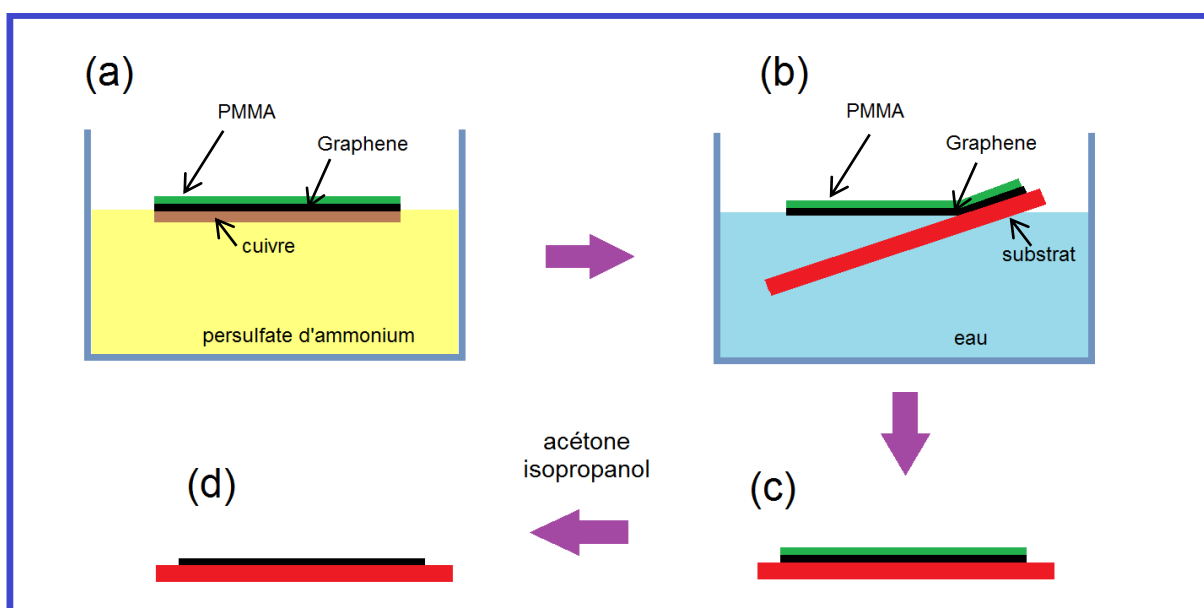 (a)
PMMA
Graphene
cuivre
persulfate d'ammonium
(b)
PMMA
Graphene
substrat
eau
acétone
isopropanol
(d)
(c)